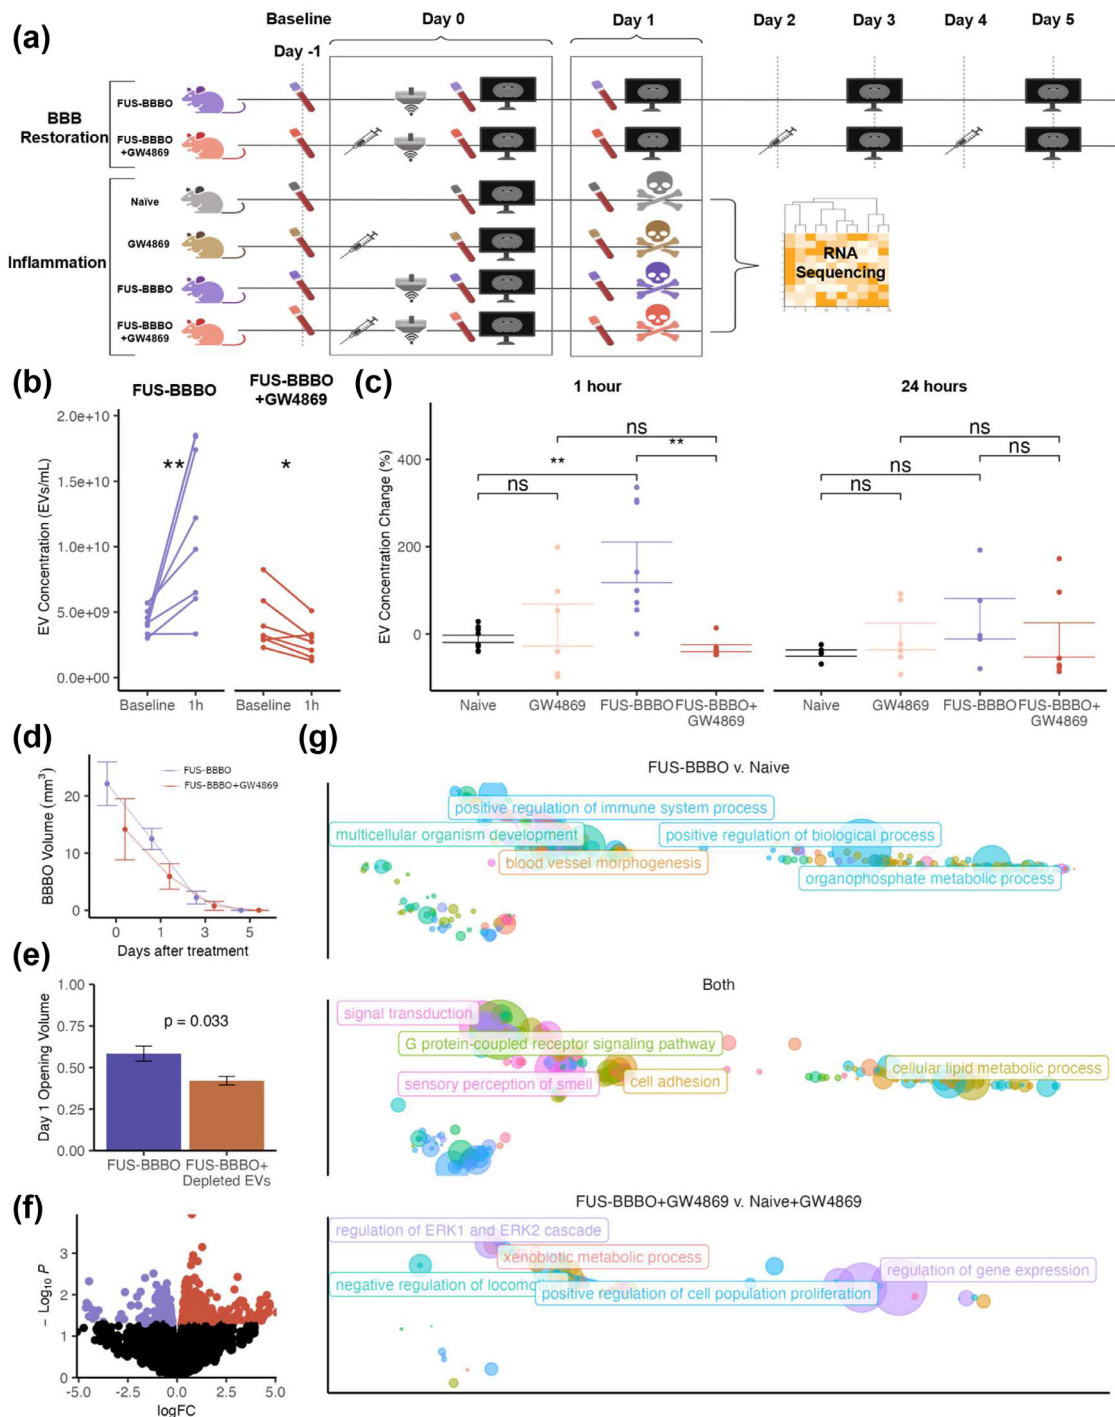 (a)
Baseline
Day -1
Day 0
Day 1
Day 2
Day 3
Day 4
Day 5
BBB
Restoration
FUS-BBBO
FUS-BBBO
+GW4869
Inflammation
Naïve
GW4869
FUS-BBBO
FUS-BBBO
+GW4869
RNA
Sequencing
(b)
FUS-BBBO
FUS-BBBO
+GW4869
EV Concentration (EVs/mL)
2.0e+10
1.5e+10
1.0e+10
5.0e+09
0.0e+00
**
*
Baseline 1h
Baseline 1h
(c)
1 hour
24 hours
EV Concentration Change (%)
400
200
0
ns
**
**
ns
ns
ns
ns
ns
Naive
GW4869
FUS-BBBO
FUS-BBBO+
GW4869
Naive
GW4869
FUS-BBBO
FUS-BBBO+
GW4869
(d)
BBBO Volume (mm³)
20
10
0
FUS-BBBO
FUS-BBBO+GW4869
0 1 3 5
Days after treatment
(e)
Day 1 Opening Volume
1.00
0.75
0.50
0.25
0.00
p = 0.033
FUS-BBBO
FUS-BBBO+
Depleted EVs
(f)
− Log₁₀ P
3
2
1
0
-5.0 -2.5 0.0 2.5 5.0
logFC
(g)
FUS-BBBO v. Naive
positive regulation of immune system process
multicellular organism development
positive regulation of biological process
blood vessel morphogenesis
organophosphate metabolic process
Both
signal transduction
G protein-coupled receptor signaling pathway
sensory perception of smell
cell adhesion
cellular lipid metabolic process
FUS-BBBO+GW4869 v. Naive+GW4869
regulation of ERK1 and ERK2 cascade
xenobiotic metabolic process
regulation of gene expression
negative regulation of locomo
positive regulation of cell population proliferation